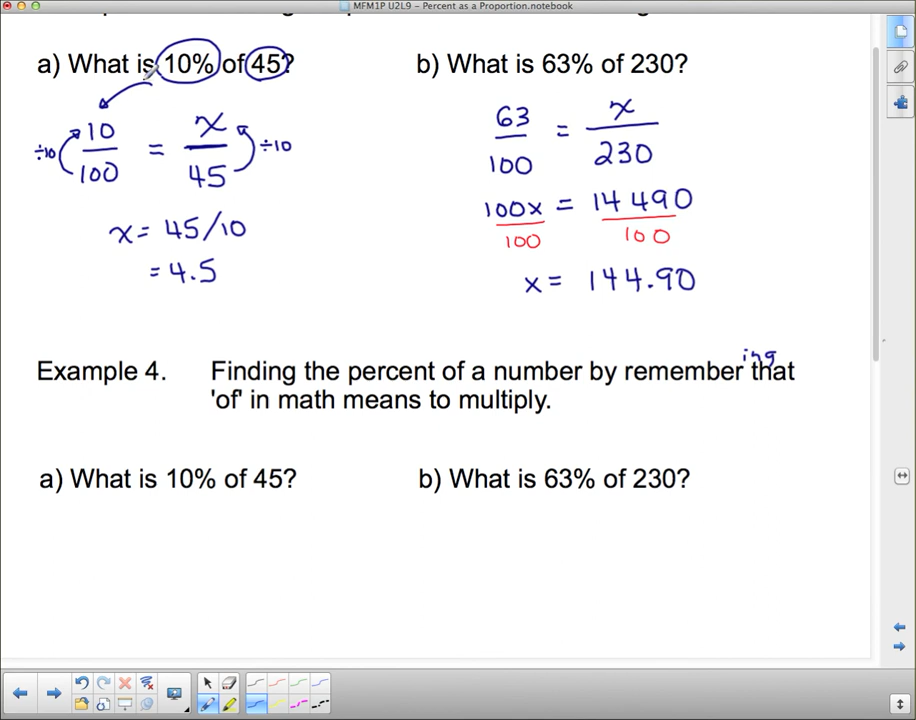 MFM1P U2L9 – Percent as a Proportion.notebook
a) What is 10% of 45?
10/100 = x/45
÷10 ÷10
x = 45/10
= 4.5
b) What is 63% of 230?
63/100 = x/230
100x = 14 490
100 100
x = 144.90
Example 4. Finding the percent of a number by remember ing that
'of' in math means to multiply.
a) What is 10% of 45?
b) What is 63% of 230?